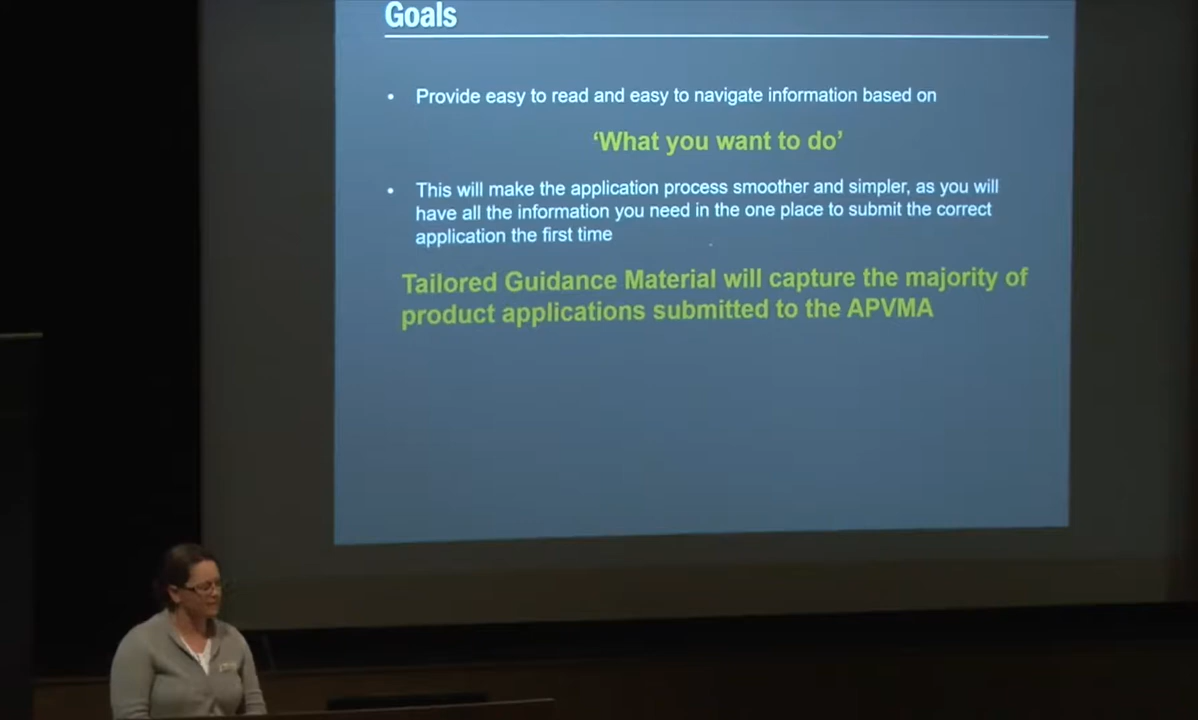 Goals
• Provide easy to read and easy to navigate information based on
‘What you want to do’
• This will make the application process smoother and simpler, as you will
have all the information you need in the one place to submit the correct
application the first time
Tailored Guidance Material will capture the majority of
product applications submitted to the APVMA